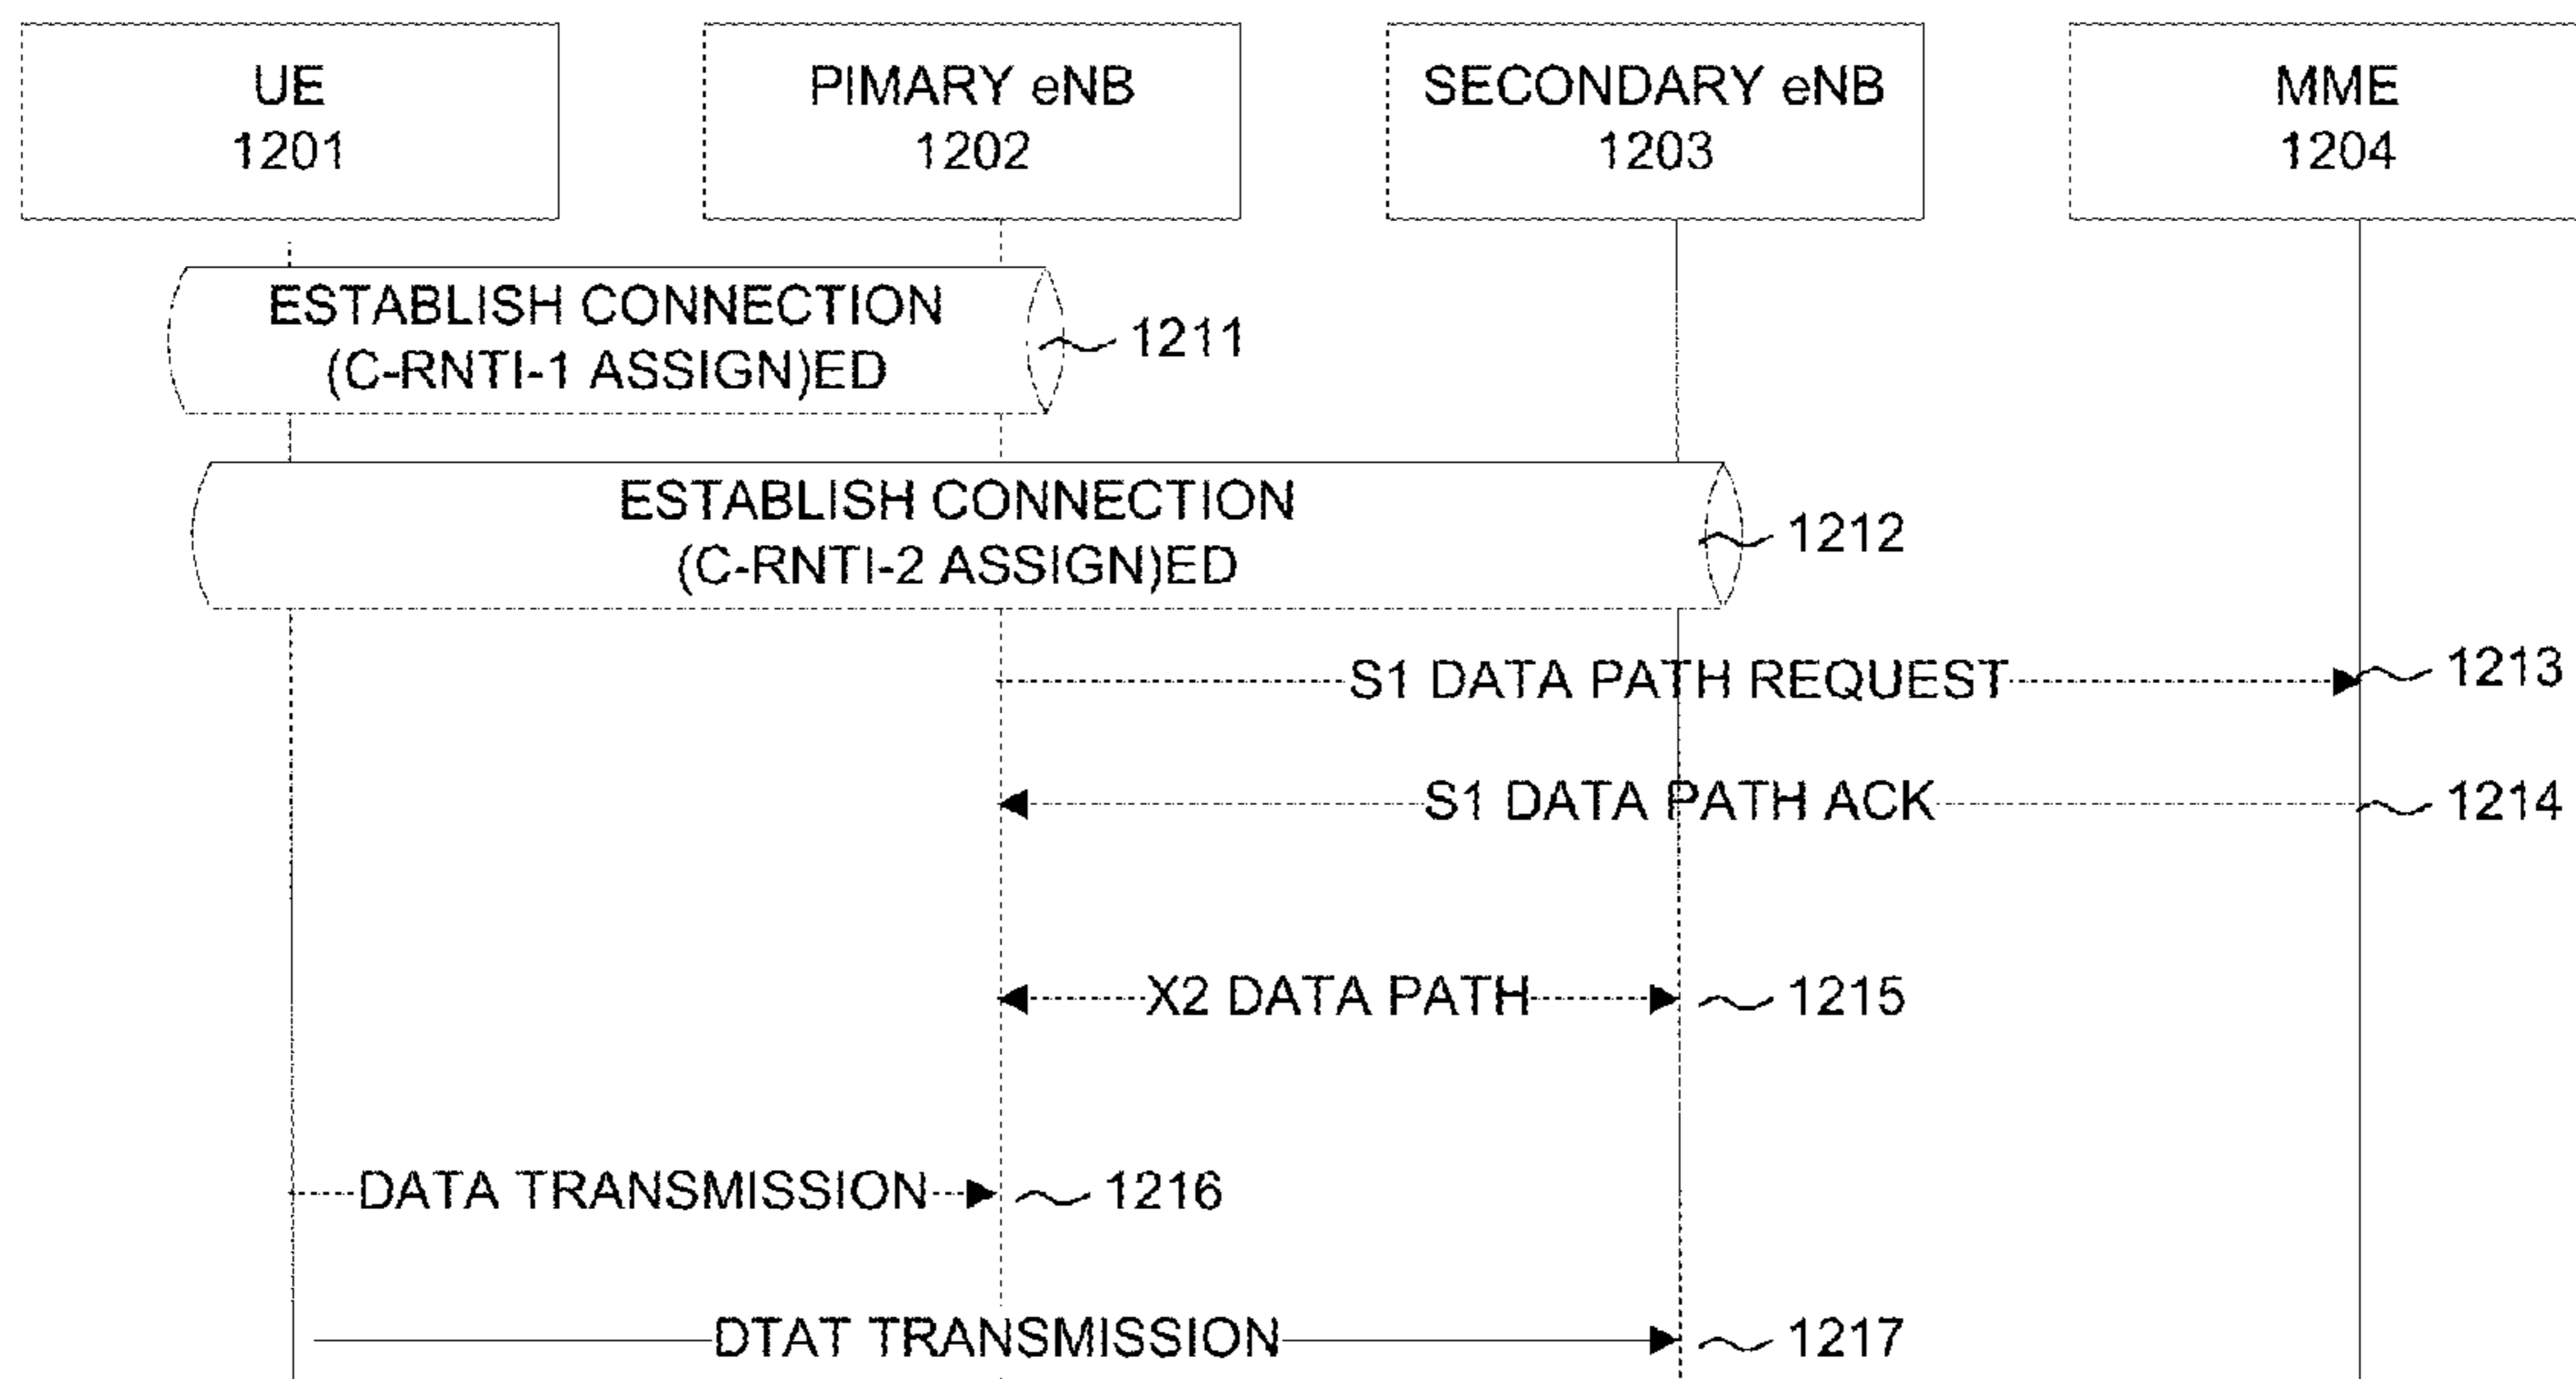 UE
1201
PIMARY eNB
1202
SECONDARY eNB
1203
MME
1204
ESTABLISH CONNECTION
(C-RNTI-1 ASSIGN)ED
1211
ESTABLISH CONNECTION
(C-RNTI-2 ASSIGN)ED
1212
S1 DATA PATH REQUEST
1213
S1 DATA PATH ACK
1214
X2 DATA PATH
1215
DATA TRANSMISSION
1216
DTAT TRANSMISSION
1217